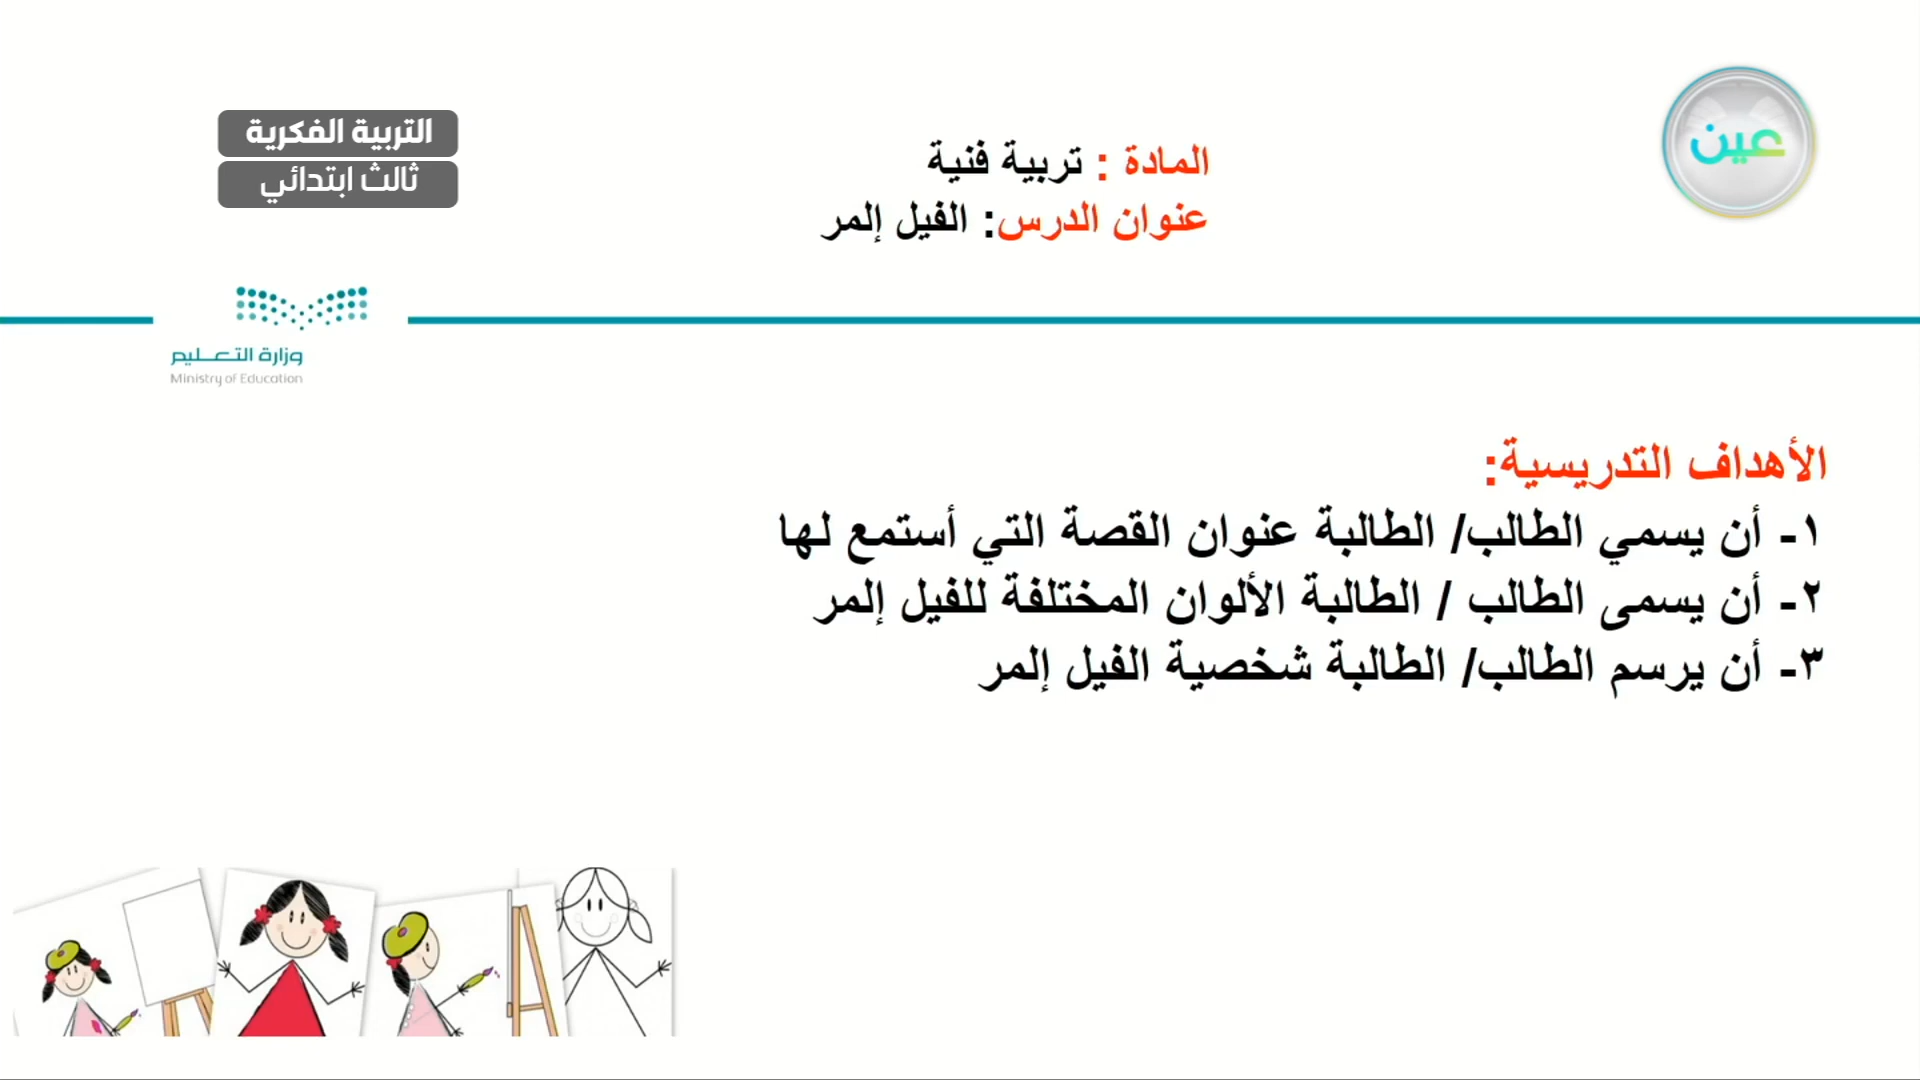 عين
المادة : تربية فنية
عنوان الدرس: الفيل إلمر
التربية الفكرية
ثالث ابتدائي
وزارة التعليم
Ministry of Education
الأهداف التدريسية:
١- أن يسمي الطالب/ الطالبة عنوان القصة التي أستمع لها
٢- أن يسمى الطالب / الطالبة الألوان المختلفة للفيل إلمر
٣- أن يرسم الطالب/ الطالبة شخصية الفيل إلمر